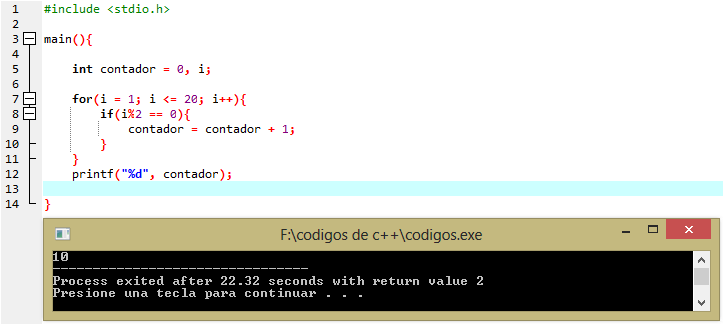 1 #include <stdio.h>
2
3 main(){
4
5 int contador = 0, i;
6
7 for(i = 1; i <= 20; i++){
8 if(i%2 == 0){
9 contador = contador + 1;
10 }
11 }
12 printf("%d", contador);
13
14 }
F:\codigos de c++\codigos.exe
10
--------------------------------
Process exited after 22.32 seconds with return value 2
Presione una tecla para continuar . . .